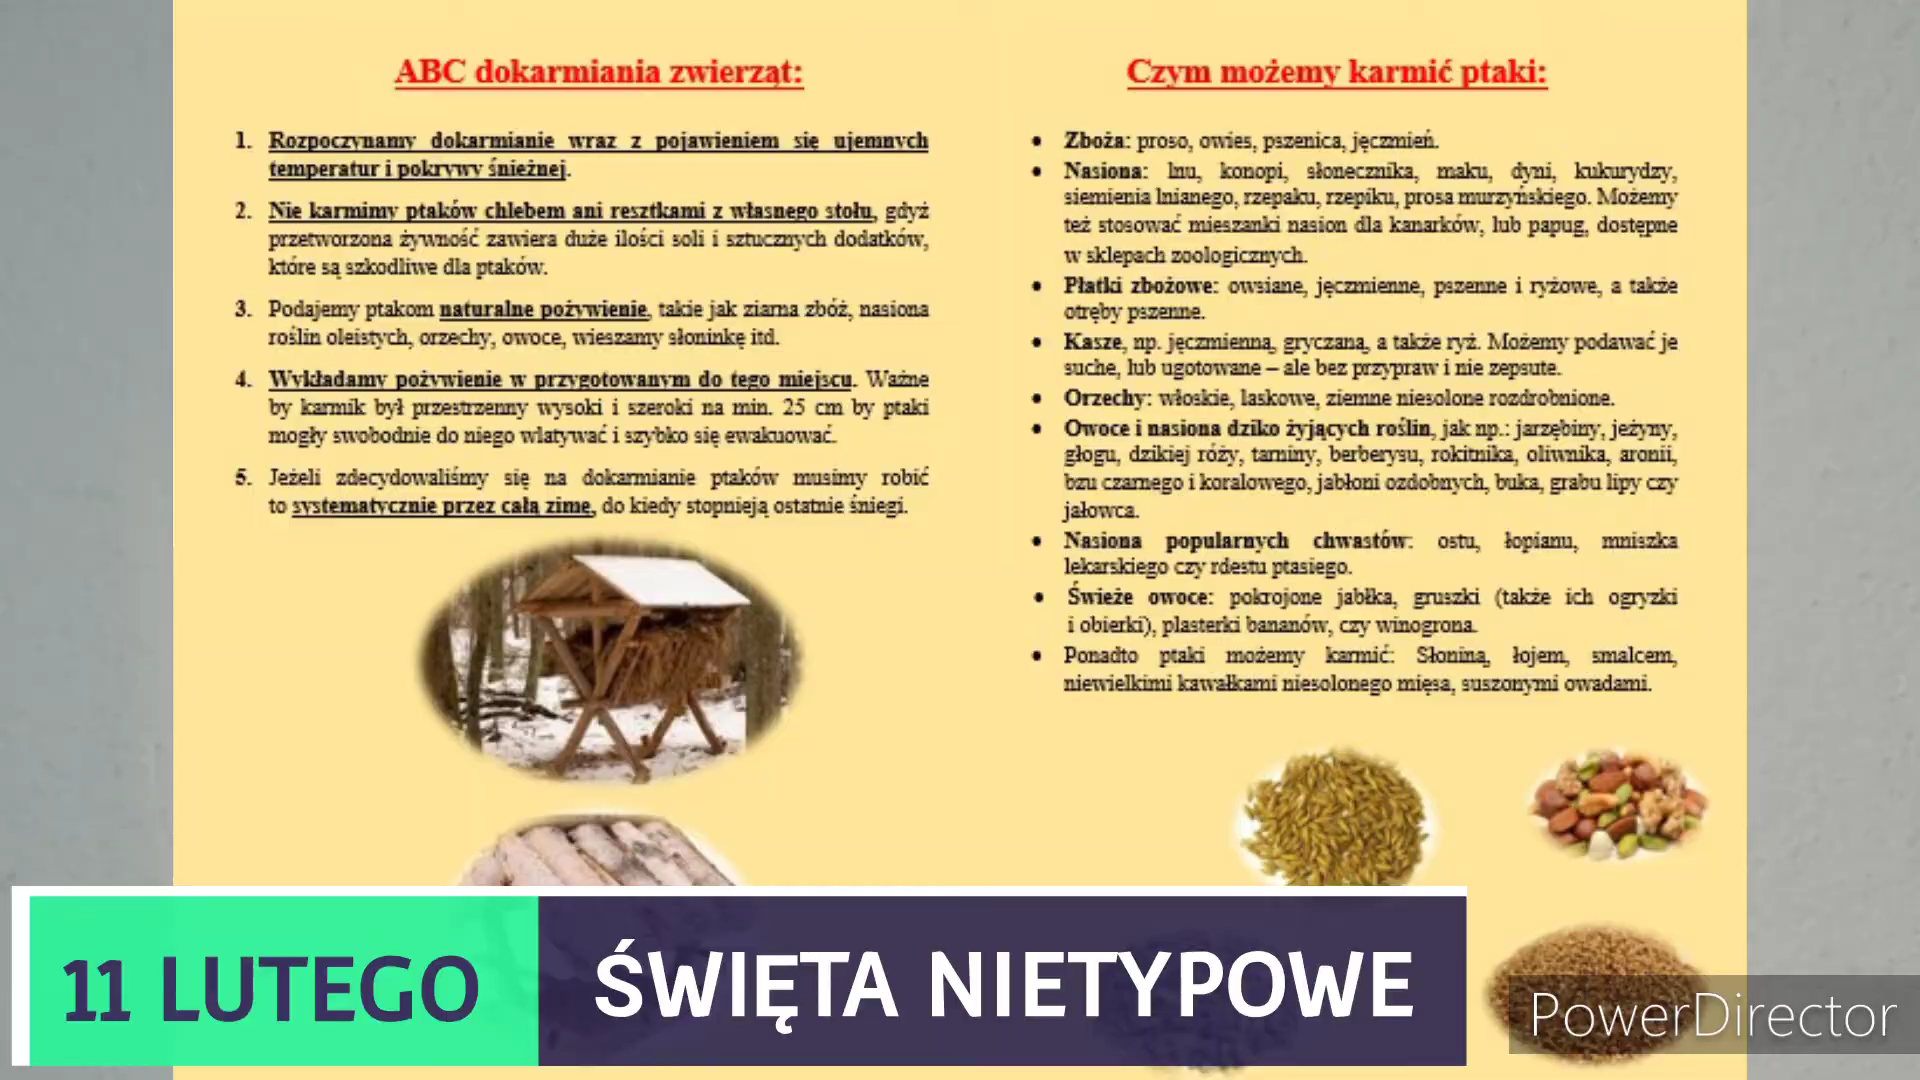 ABC dokarmiania zwierząt:
1. Rozpoczynamy dokarmianie wraz z pojawieniem się ujemnych
temperatur i pokrywy śnieżnej.
2. Nie karmimy ptaków chlebem ani resztkami z własnego stołu, gdyż
przetworzona żywność zawiera duże ilości soli i sztucznych dodatków,
które są szkodliwe dla ptaków.
3. Podajemy ptakom naturalne pożywienie, takie jak ziarna zbóż, nasiona
roślin oleistych, orzechy, owoce, wieszamy słoninkę itd.
4. Wykładamy pożywienie w przygotowanym do tego miejscu. Ważne
by karmik był przestrzenny wysoki i szeroki na min. 25 cm by ptaki
mogły swobodnie do niego wlatywać i szybko się ewakuować.
5. Jeżeli zdecydowaliśmy się na dokarmianie ptaków musimy robić
to systematycznie przez całą zimę, do kiedy stopnieją ostatnie śniegi.
Czym możemy karmić ptaki:
• Zboża: proso, owies, pszenica, jęczmień.
• Nasiona: lnu, konopi, słonecznika, maku, dyni, kukurydzy,
siemienia lnianego, rzepaku, rzepiku, prosa murzyńskiego. Możemy
też stosować mieszanki nasion dla kanarków, lub papug, dostępne
w sklepach zoologicznych.
• Płatki zbożowe: owsiane, jęczmienne, pszenne i ryżowe, a także
otręby pszenne.
• Kasze, np. jęczmienną, gryczaną, a także ryż. Możemy podawać je
suche, lub ugotowane – ale bez przypraw i nie zepsute.
• Orzechy: włoskie, laskowe, ziemne niesolone rozdrobnione.
• Owoce i nasiona dziko żyjących roślin, jak np.: jarzębiny, jeżyny,
głogu, dzikiej róży, tarniny, berberysu, rokitnika, oliwnika, aronii,
bzu czarnego i koralowego, jabłoni ozdobnych, buka, grabu lipy czy
jałowca.
• Nasiona popularnych chwastów: ostu, łopianu, mniszka
lekarskiego czy rdestu ptasiego.
• Świeże owoce: pokrojone jabłka, gruszki (także ich ogryzki
i obierki), plasterki bananów, czy winogrona.
• Ponadto ptaki możemy karmić: Słoniną, łojem, smalcem,
niewielkimi kawałkami niesolonego mięsa, suszonymi owadami.
11 LUTEGO
ŚWIĘTA NIETYPOWE
PowerDirector